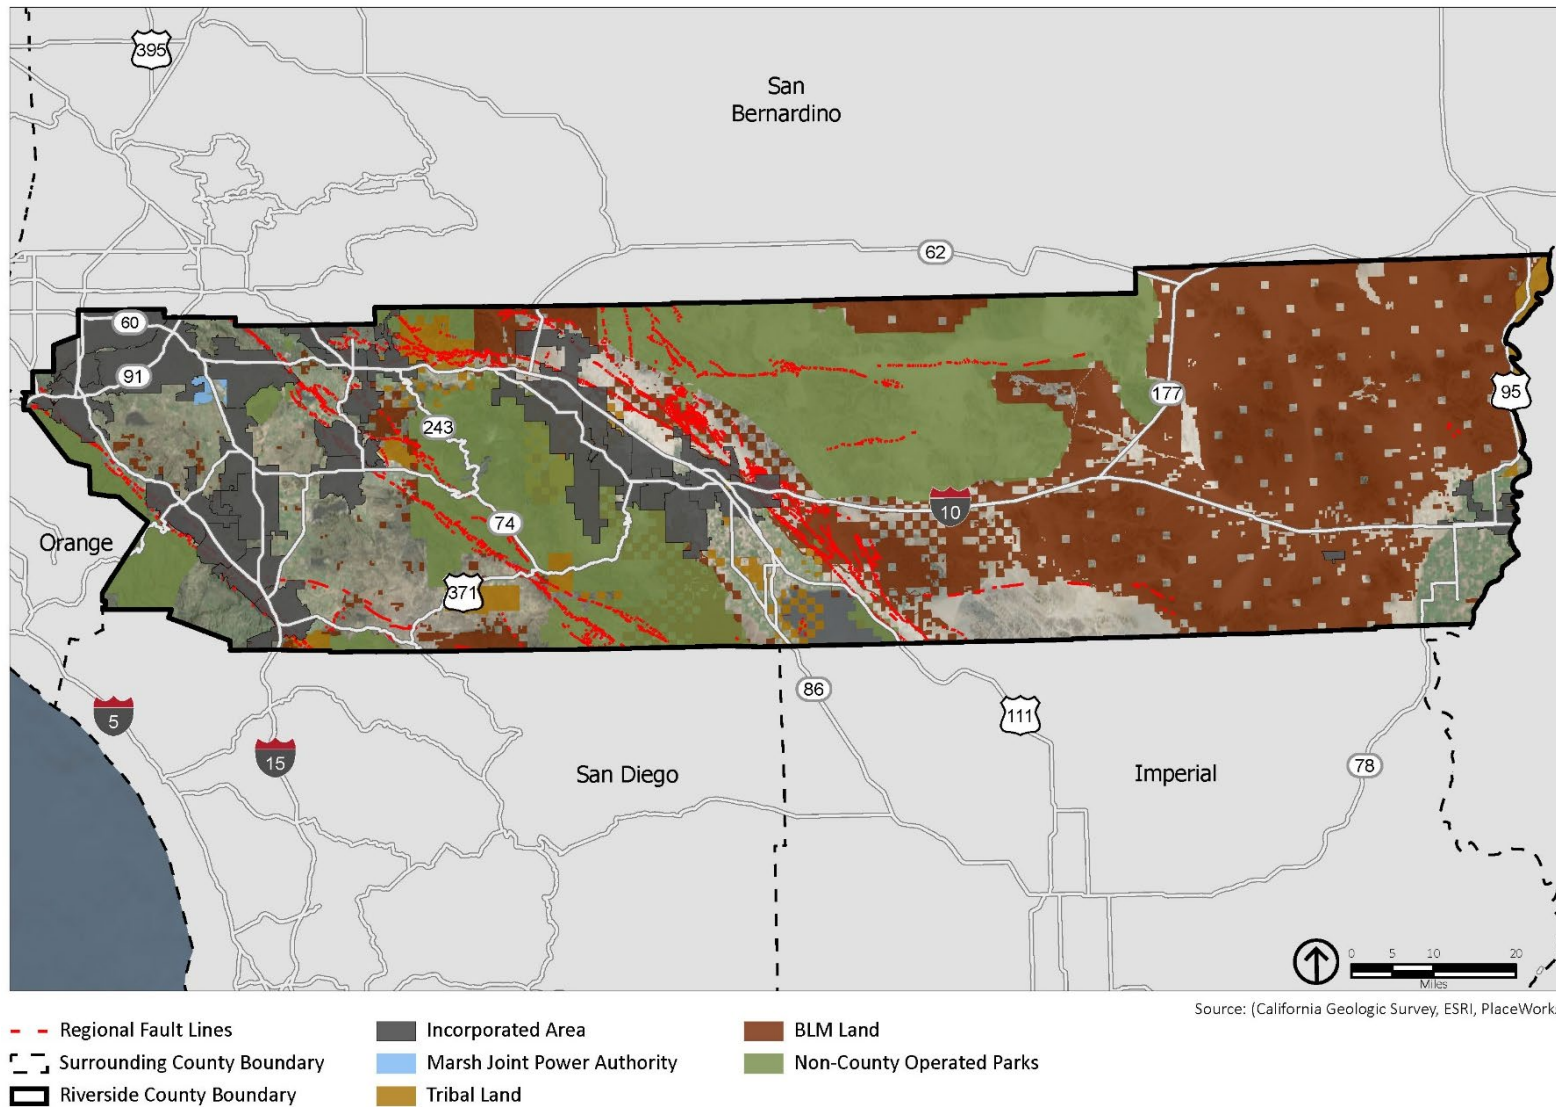 395
San
Bernardino
62
60
91
177
95
243
10
74
Orange
371
86
5
111
15
San Diego
Imperial
78
0 5 10 20
Miles
Source: (California Geologic Survey, ESRI, PlaceWork
Regional Fault Lines
Incorporated Area
BLM Land
Surrounding County Boundary
Marsh Joint Power Authority
Non-County Operated Parks
Riverside County Boundary
Tribal Land